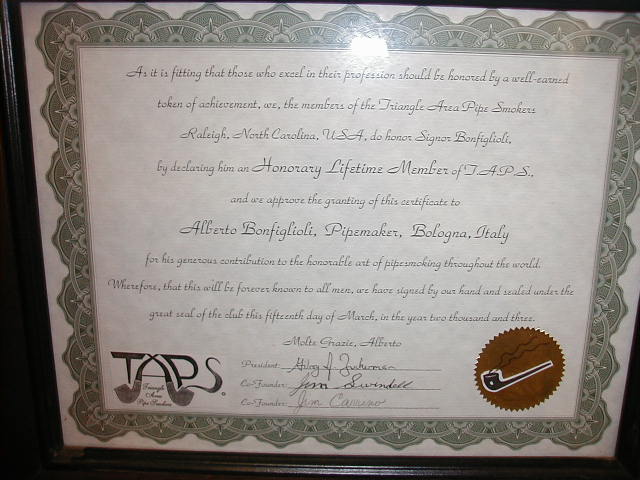 As it is fitting that those who excel in their profession should be honored by a well-earned
token of achievement, we, the members of the Triangle Area Pipe Smokers
Raleigh, North Carolina, USA, do honor Signor Bonfiglioli,
by declaring him an Honorary Lifetime Member of T.A.P.S.,
and we approve the granting of this certificate to
Alberto Bonfiglioli, Pipemaker, Bologna, Italy
for his generous contribution to the honorable art of pipesmoking throughout the world.
Wherefore, that this will be forever known to all men, we have signed by our hand and sealed under the
great seal of the club this fifteenth day of March, in the year two thousand and three.
Molte Grazie, Alberto
President:
Co-Founder: Jim Swindell
Co-Founder: Jim
TAPS
Triangle
Area
Pipe Smokers